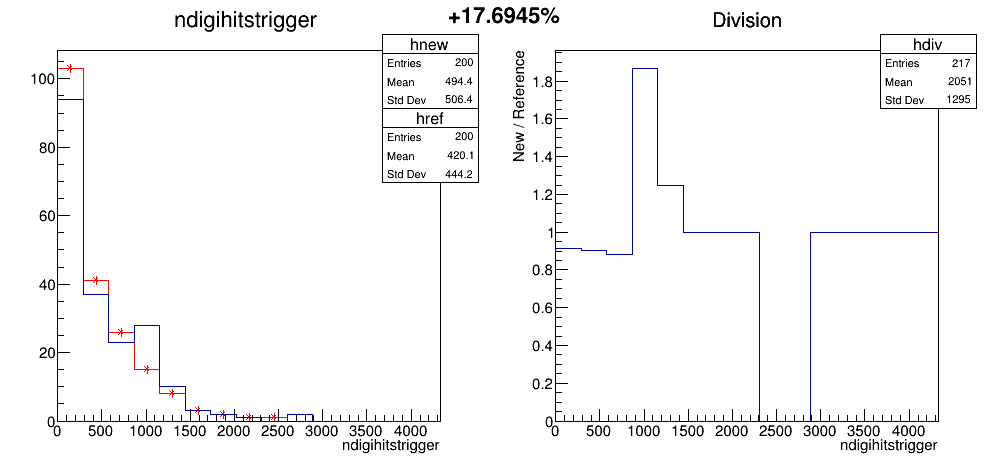 ndigihitstrigger
+17.6945%
Division
hnew
Entries 200
Mean 494.4
Std Dev 506.4
href
Entries 200
Mean 420.1
Std Dev 444.2
100
80
60
40
20
0
0 500 1000 1500 2000 2500 3000 3500 4000
ndigihitstrigger
hdiv
Entries 217
Mean 2051
Std Dev 1295
New / Reference
1.8
1.6
1.4
1.2
1
0.8
0.6
0.4
0.2
0
0 500 1000 1500 2000 2500 3000 3500 4000
ndigihitstrigger